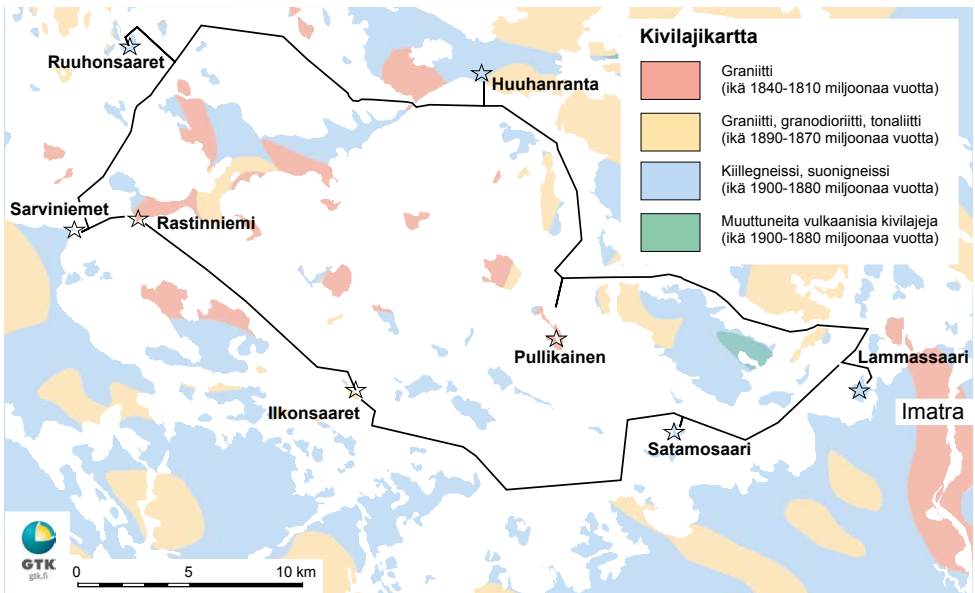 Kivilajikartta
Graniitti
(ikä 1840-1810 miljoonaa vuotta)
Graniitti, granodioriitti, tonaliitti
(ikä 1890-1870 miljoonaa vuotta)
Kiillegneissi, suonigneissi
(ikä 1900-1880 miljoonaa vuotta)
Muuttuneita vulkaanisia kivilajeja
(ikä 1900-1880 miljoonaa vuotta)
Ruuhonsaaret
Huuhanranta
Sarviniemet
Rastinniemi
Pullikainen
Lammassaari
Ilkonsaaret
Imatra
Satamosaari
GTK
gtk.fi
0 5 10 km